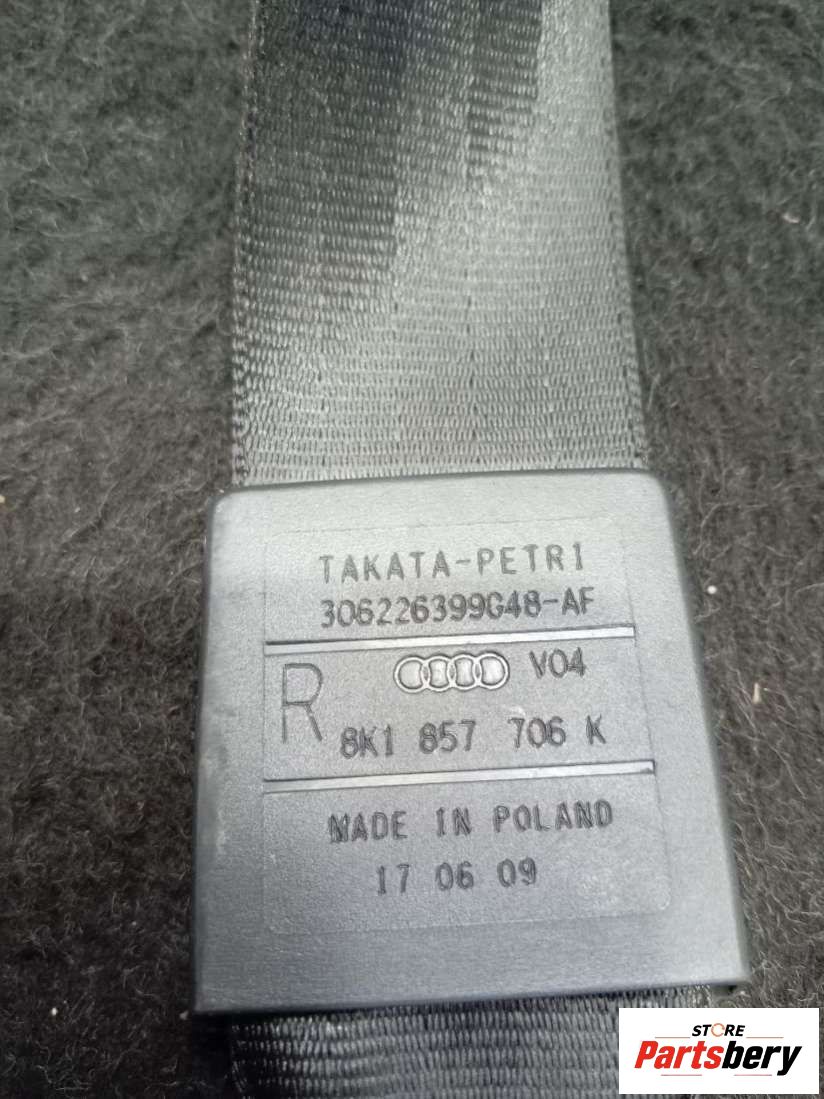 TAKATA-PETRI
306226399G48-AF
R V04
8K1 857 706 K
MADE IN POLAND
17 06 09
STORE
Partsbery